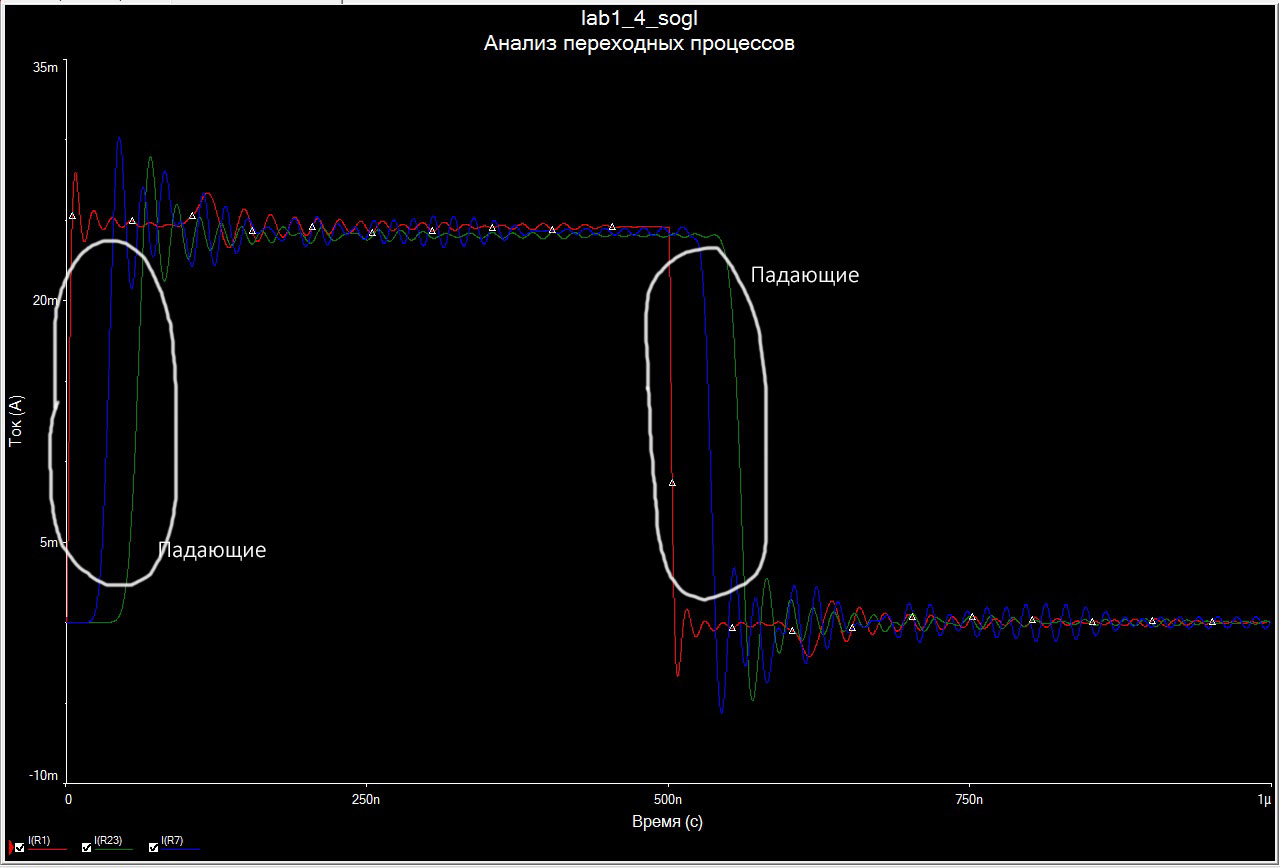 lab1_4_sogl
Анализ переходных процессов
35m
20m
5m
-10m
Ток (А)
Падающие
Падающие
0
250n
500n
750n
1μ
Время (с)
I(R1)
I(R23)
I(R7)